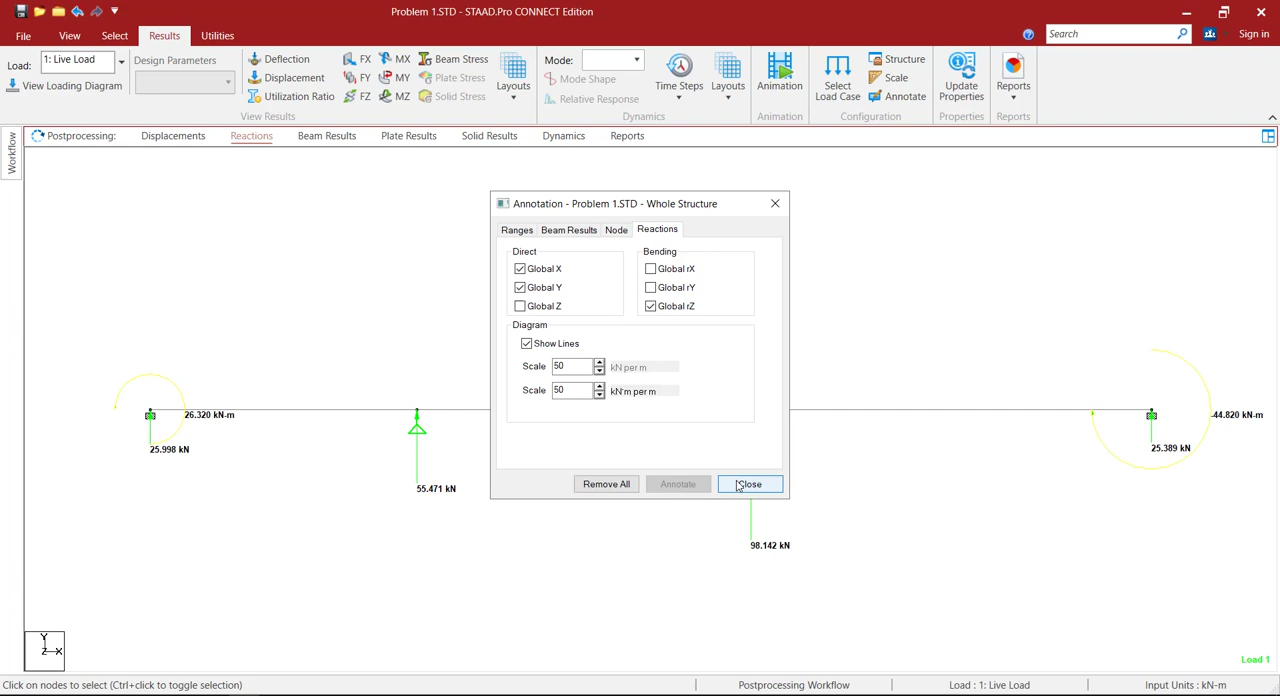 Problem 1.STD - STAAD.Pro CONNECT Edition
File View Select Results Utilities Search Sign in
Load: 1: Live Load Design Parameters Deflection FX MX Beam Stress Mode: Structure
View Loading Diagram Displacement FY MY Plate Stress Mode Shape Scale
Utilization Ratio FZ MZ Solid Stress Relative Response Annotate
Layouts Time Steps Layouts Animation Select Load Case Update Properties Reports
View Results Dynamics Animation Configuration Properties Reports
Workflow
Postprocessing: Displacements Reactions Beam Results Plate Results Solid Results Dynamics Reports
Annotation - Problem 1.STD - Whole Structure
Ranges Beam Results Node Reactions
Direct Bending
Global X Global rX
Global Y Global rY
Global Z Global rZ
Diagram
Show Lines
Scale 50 kN per m
Scale 50 kN*m per m
Remove All Annotate Close
26.320 kN-m
25.998 kN
55.471 kN
98.142 kN
-44.820 kN-m
25.389 kN
Y
Z X
Load 1
Click on nodes to select (Ctrl+click to toggle selection) Postprocessing Workflow Load : 1: Live Load Input Units : kN-m